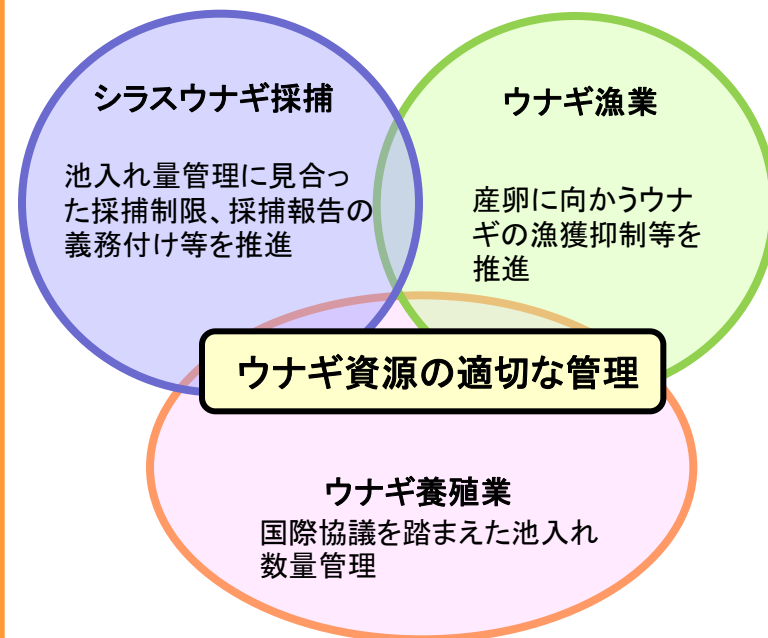 シラスウナギ採捕
池入れ量管理に見合っ
た採捕制限、採捕報告の
義務付け等を推進
ウナギ漁業
産卵に向かうウナ
ギの漁獲抑制等を
推進
ウナギ資源の適切な管理
ウナギ養殖業
国際協議を踏まえた池入れ
数量管理